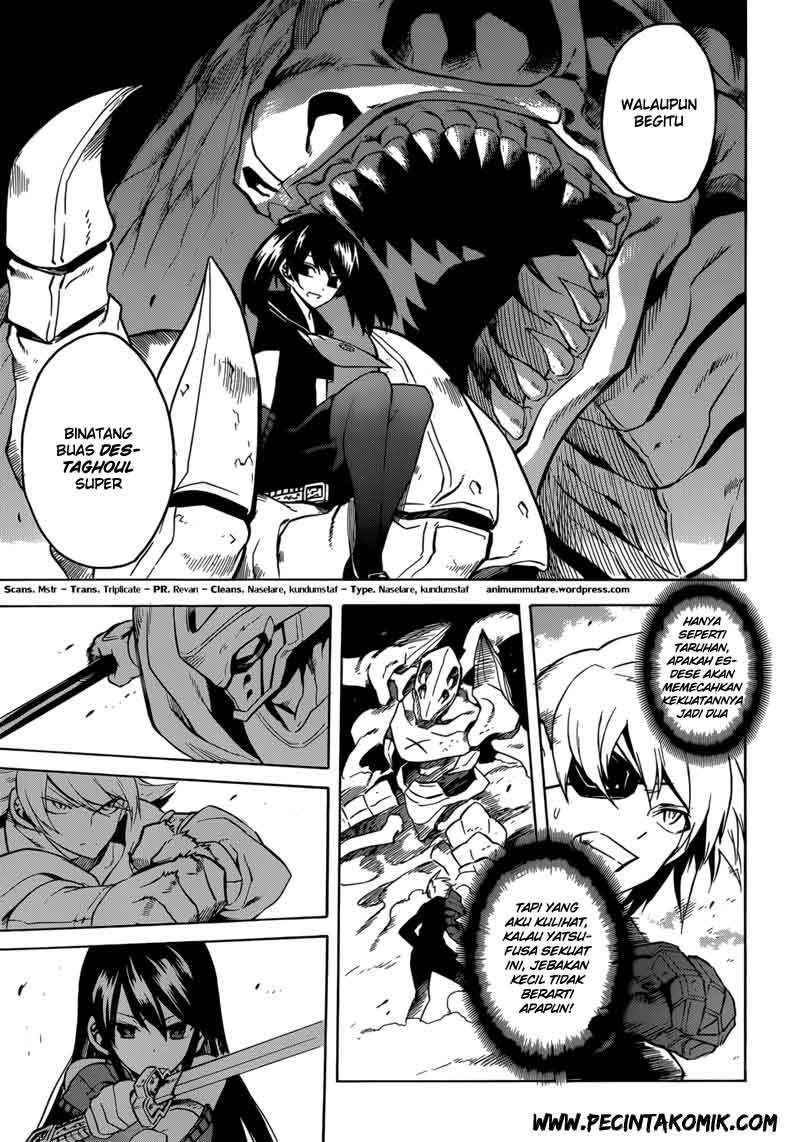 WALAUPUN
BEGITU
BINATANG
BUAS DES-
TAGHOUL
SUPER
Scans. Mstr – Trans. Triplicate – PR. Revan – Cleans. Naselare, kundumstaf – Type. Naselare, kundumstaf animummutare.wordpress.com
HANYA
SEPERTI
TARUHAN,
APAKAH ES-
DESE AKAN
MEMECAHKAN
KEKUATANNYA
JADI DUA
TAPI YANG
AKU KULIHAT,
KALAU YATSU-
FUSA SEKUAT
INI, JEBAKAN
KECIL TIDAK
BERARTI
APAPUN!
WWW.PECINTAKOMIK.COM